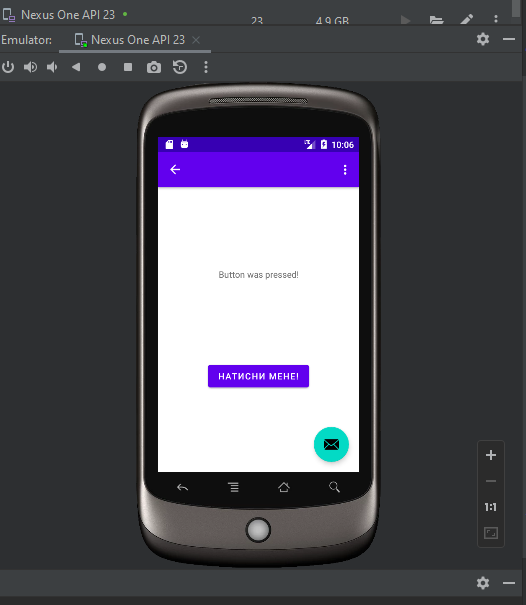 Nexus One API 23
23
4.9 GB
Emulator:
Nexus One API 23
10:06
Button was pressed!
НАТИСНИ МЕНЕ!
1:1